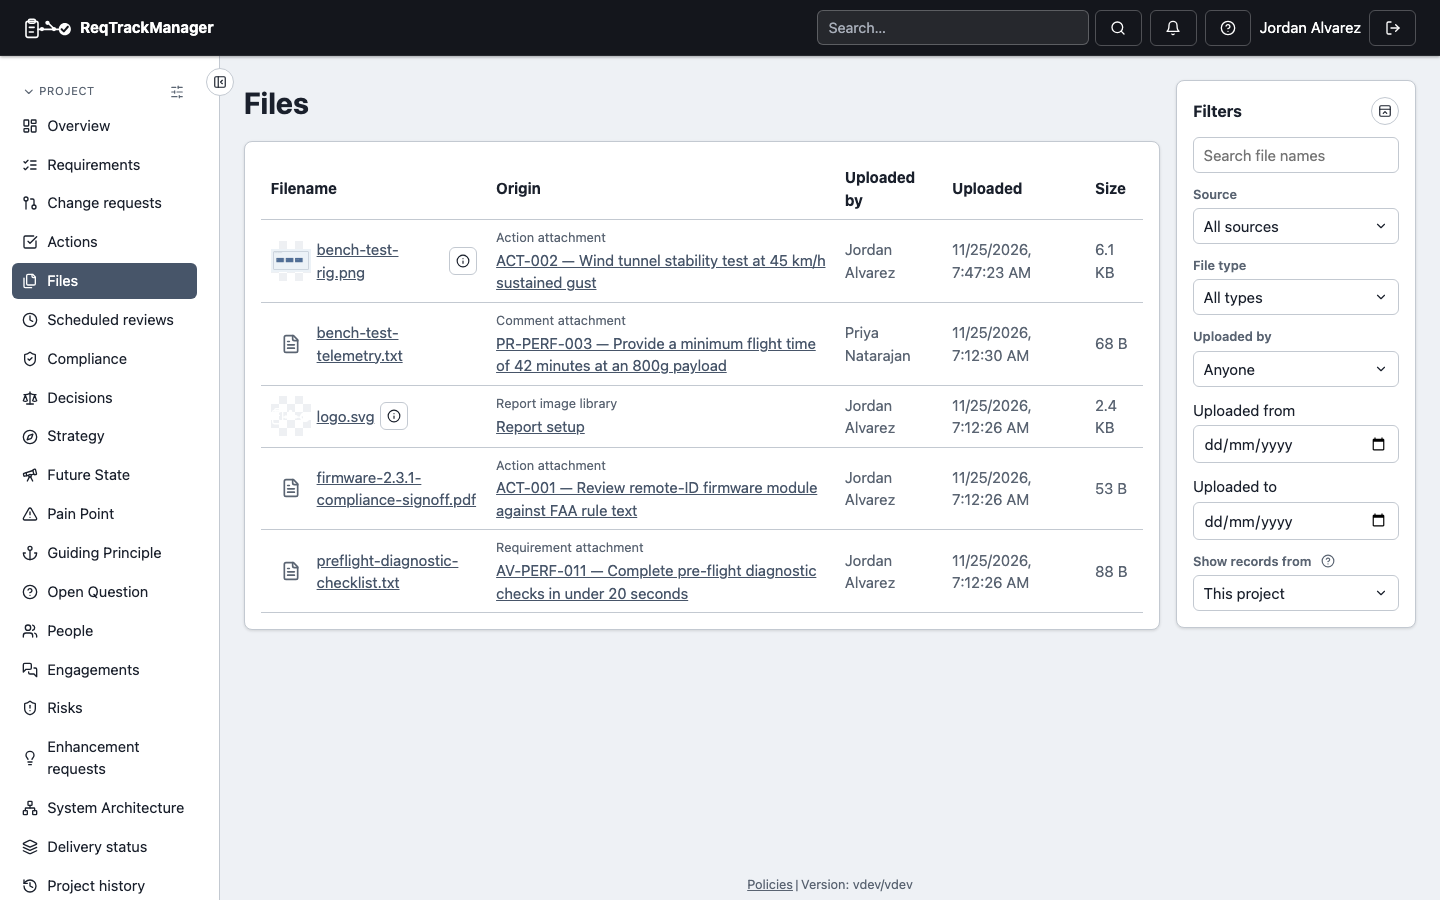 ReqTrackManager
Search...
Jordan Alvarez
PROJECT
Overview
Requirements
Change requests
Actions
Files
Scheduled reviews
Compliance
Decisions
Strategy
Future State
Pain Point
Guiding Principle
Open Question
People
Engagements
Risks
Enhancement
requests
System Architecture
Delivery status
Project history
Files
Filename
Origin
Uploaded
by
Uploaded
Size
bench-test-
rig.png
Action attachment
ACT-002 — Wind tunnel stability test at 45 km/h
sustained gust
Jordan
Alvarez
11/25/2026,
7:47:23 AM
6.1
KB
bench-test-
telemetry.txt
Comment attachment
PR-PERF-003 — Provide a minimum flight time
of 42 minutes at an 800g payload
Priya
Natarajan
11/25/2026,
7:12:30 AM
68 B
logo.svg
Report image library
Report setup
Jordan
Alvarez
11/25/2026,
7:12:26 AM
2.4
KB
firmware-2.3.1-
compliance-signoff.pdf
Action attachment
ACT-001 — Review remote-ID firmware module
against FAA rule text
Jordan
Alvarez
11/25/2026,
7:12:26 AM
53 B
preflight-diagnostic-
checklist.txt
Requirement attachment
AV-PERF-011 — Complete pre-flight diagnostic
checks in under 20 seconds
Jordan
Alvarez
11/25/2026,
7:12:26 AM
88 B
Filters
Search file names
Source
All sources
File type
All types
Uploaded by
Anyone
Uploaded from
dd/mm/yyyy
Uploaded to
dd/mm/yyyy
Show records from
This project
Policies | Version: vdev/vdev